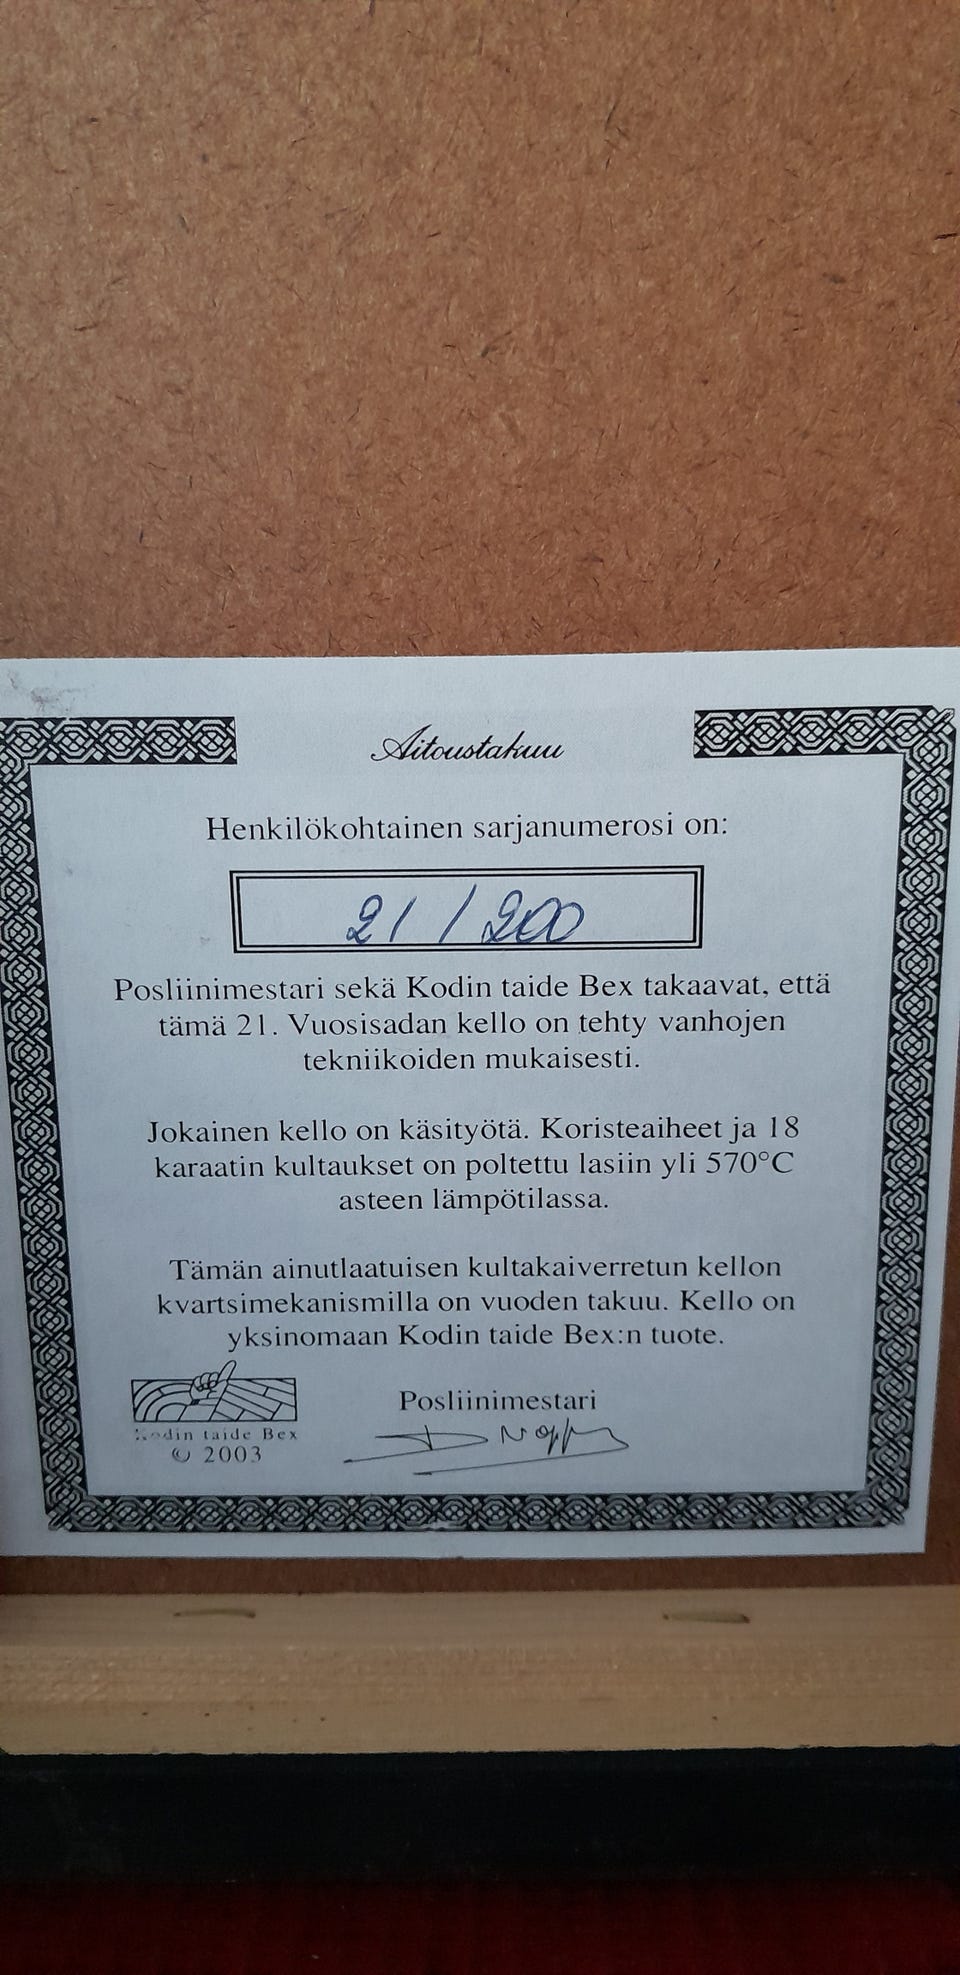 Aitoustakuu
Henkilökohtainen sarjanumerosi on:
21 / 200
Posliinimestari sekä Kodin taide Bex takaavat, että
tämä 21. Vuosisadan kello on tehty vanhojen
tekniikoiden mukaisesti.
Jokainen kello on käsityötä. Koristeaiheet ja 18
karaatin kultaukset on poltettu lasiin yli 570°C
asteen lämpötilassa.
Tämän ainutlaatuisen kultakaiverretun kellon
kvartsimekanismilla on vuoden takuu. Kello on
yksinomaan Kodin taide Bex:n tuote.
Posliinimestari
Kodin taide Bex
© 2003